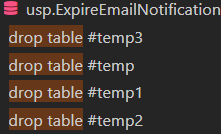 usp.ExpireEmailNotification
drop table #temp3
drop table #temp
drop table #temp1
drop table #temp2